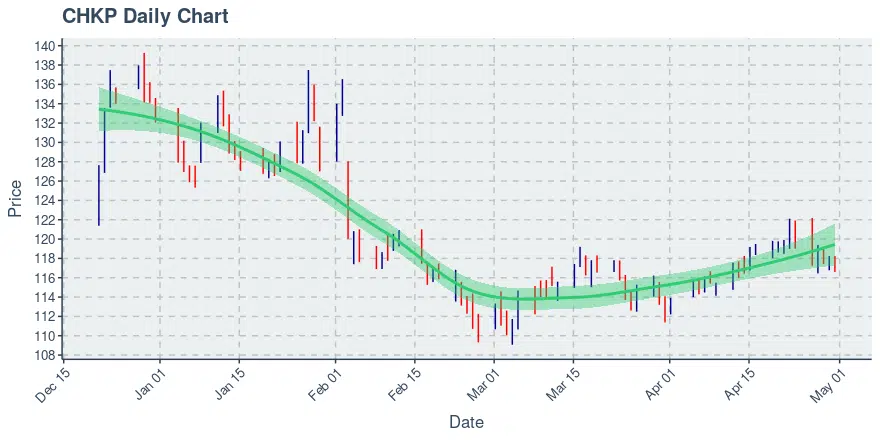 CHKP Daily Chart
140
138
136
134
132
130
128
126
124
122
120
118
116
114
112
110
108
Price
Dec 15
Jan 01
Jan 15
Feb 01
Feb 15
Mar 01
Mar 15
Apr 01
Apr 15
May 01
Date